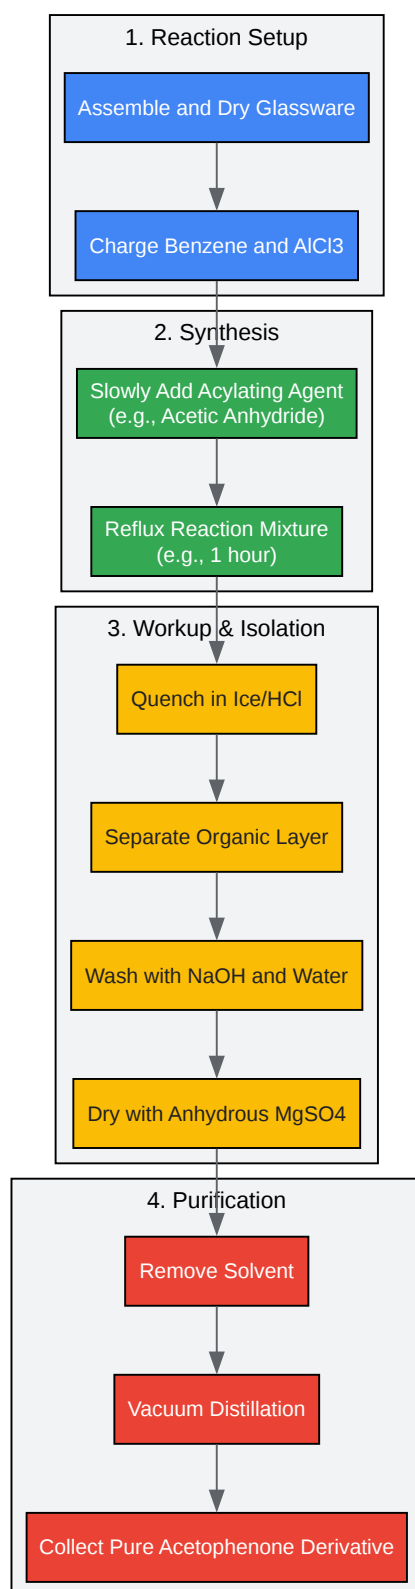 1. Reaction Setup
Assemble and Dry Glassware
Charge Benzene and AlCl3
2. Synthesis
Slowly Add Acylating Agent
(e.g., Acetic Anhydride)
Reflux Reaction Mixture
(e.g., 1 hour)
3. Workup & Isolation
Quench in Ice/HCl
Separate Organic Layer
Wash with NaOH and Water
Dry with Anhydrous MgSO4
4. Purification
Remove Solvent
Vacuum Distillation
Collect Pure Acetophenone Derivative